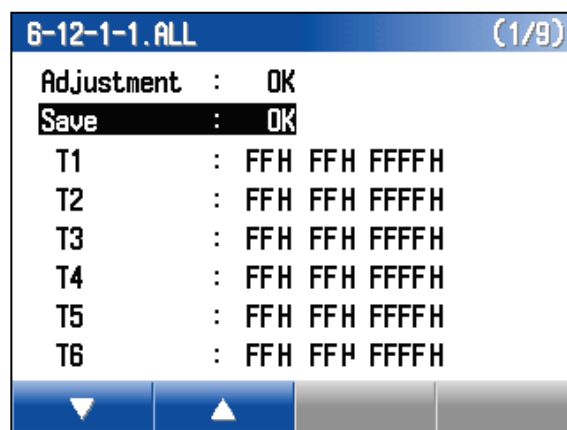 6-12-1-1.ALL (1/9)
Adjustment : OK
Save : OK
T1 : FFH FFH FFFFH
T2 : FFH FFH FFFFH
T3 : FFH FFH FFFFH
T4 : FFH FFH FFFFH
T5 : FFH FFH FFFFH
T6 : FFH FFH FFFFH